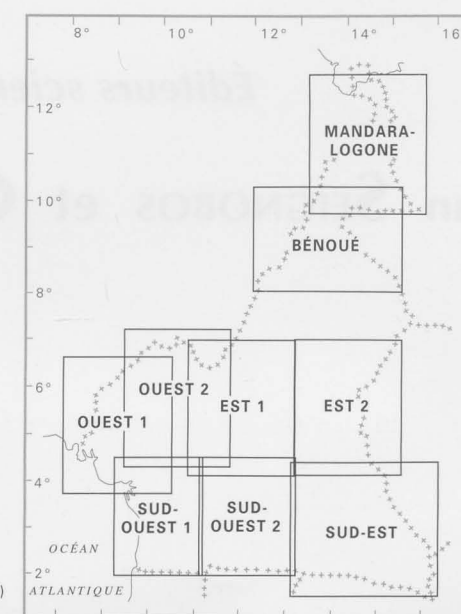 8° 10° 12° 14° 16
12°
MANDARA-
LOGONE
10°
BÉNOUÉ
8°
6°
OUEST 2
OUEST 1
EST 1
EST 2
4°
SUD-
OUEST 1
SUD-
OUEST 2
SUD-EST
OCÉAN
2°
)
ATLANTIQUE